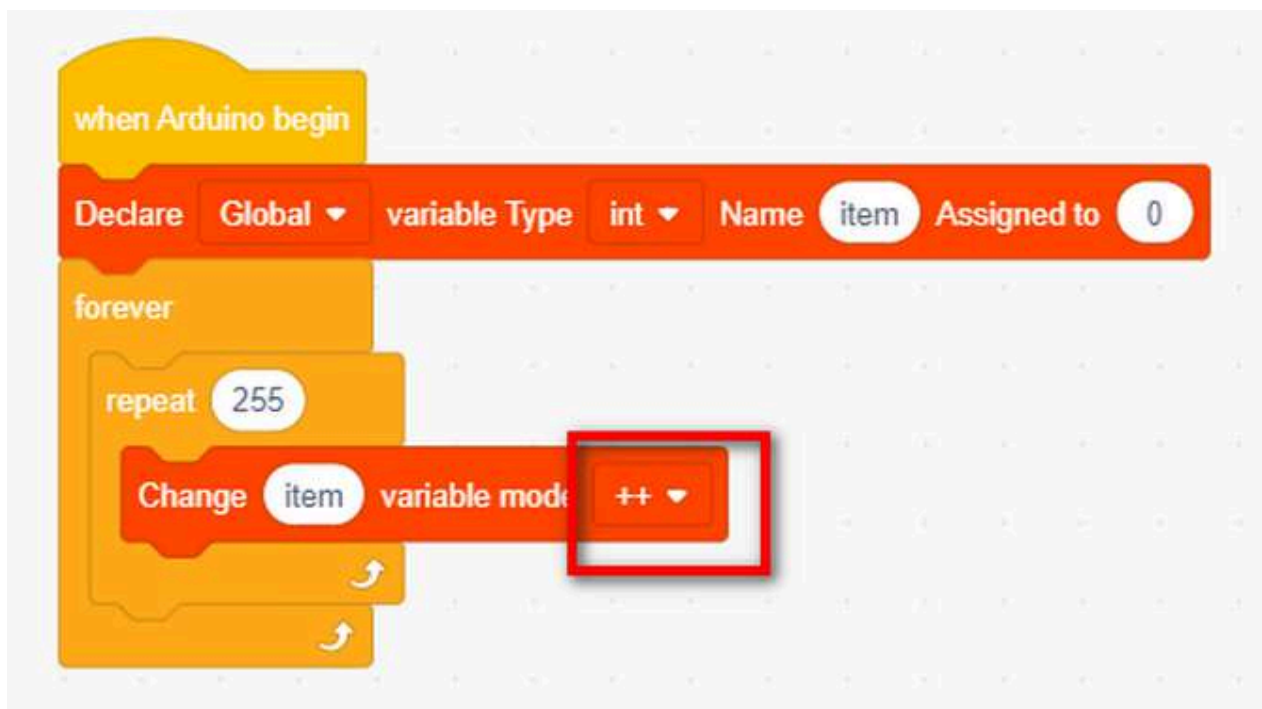 when Arduino begin
Declare Global variable Type int Name item Assigned to 0
forever
repeat 255
Change item variable mode ++